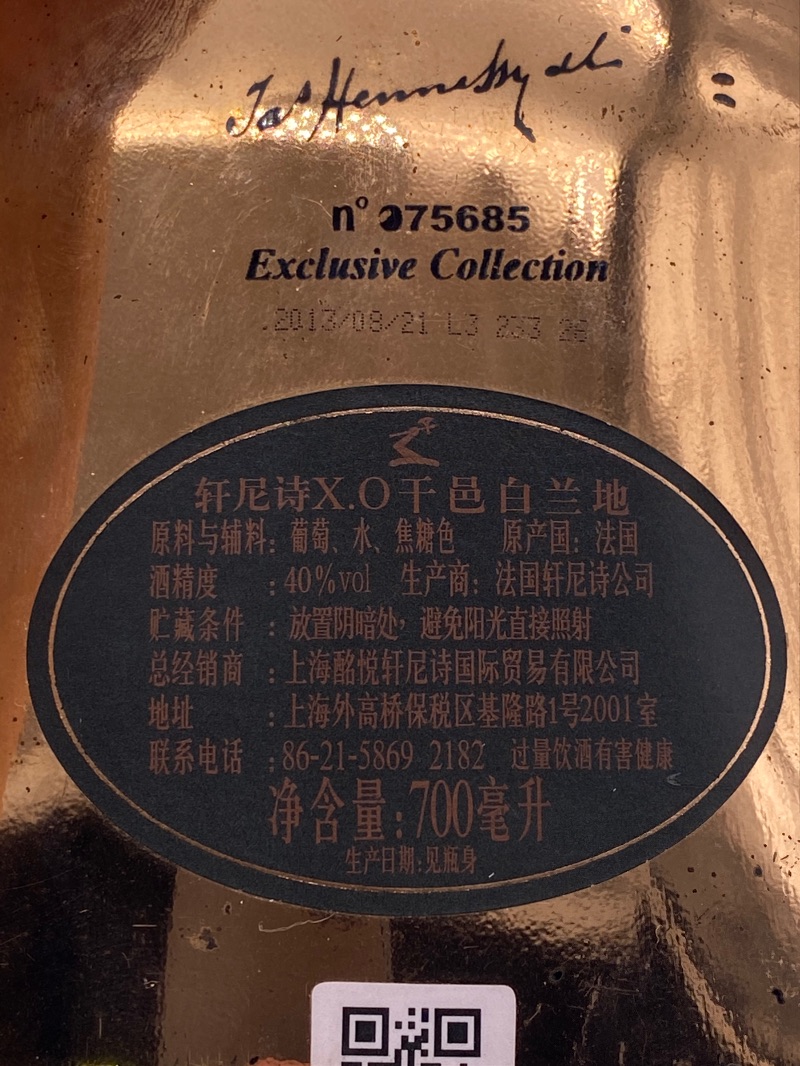 Jas Hennessy & Co
nº 075685
Exclusive Collection
2013/08/21 L3 233 26
轩尼诗X.O干邑白兰地
原料与辅料：葡萄、水、焦糖色 原产国：法国
酒精度 ：40%vol 生产商：法国轩尼诗公司
贮藏条件 ：放置阴暗处，避免阳光直接照射
总经销商 ：上海酩悦轩尼诗国际贸易有限公司
地址 ：上海外高桥保税区基隆路1号2001室
联系电话 ：86-21-5869 2182 过量饮酒有害健康
净含量：700毫升
生产日期：见瓶身